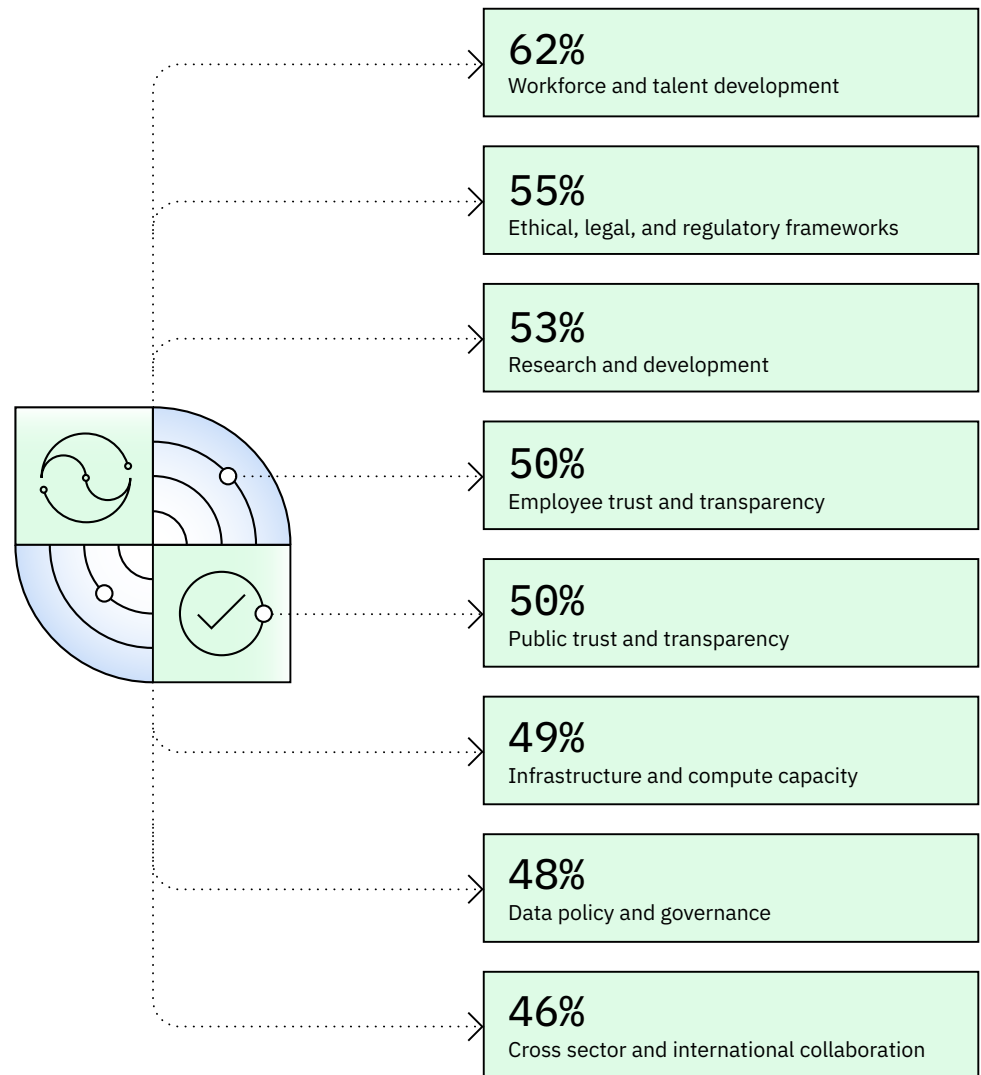 62%
Workforce and talent development
55%
Ethical, legal, and regulatory frameworks
53%
Research and development
50%
Employee trust and transparency
50%
Public trust and transparency
49%
Infrastructure and compute capacity
48%
Data policy and governance
46%
Cross sector and international collaboration